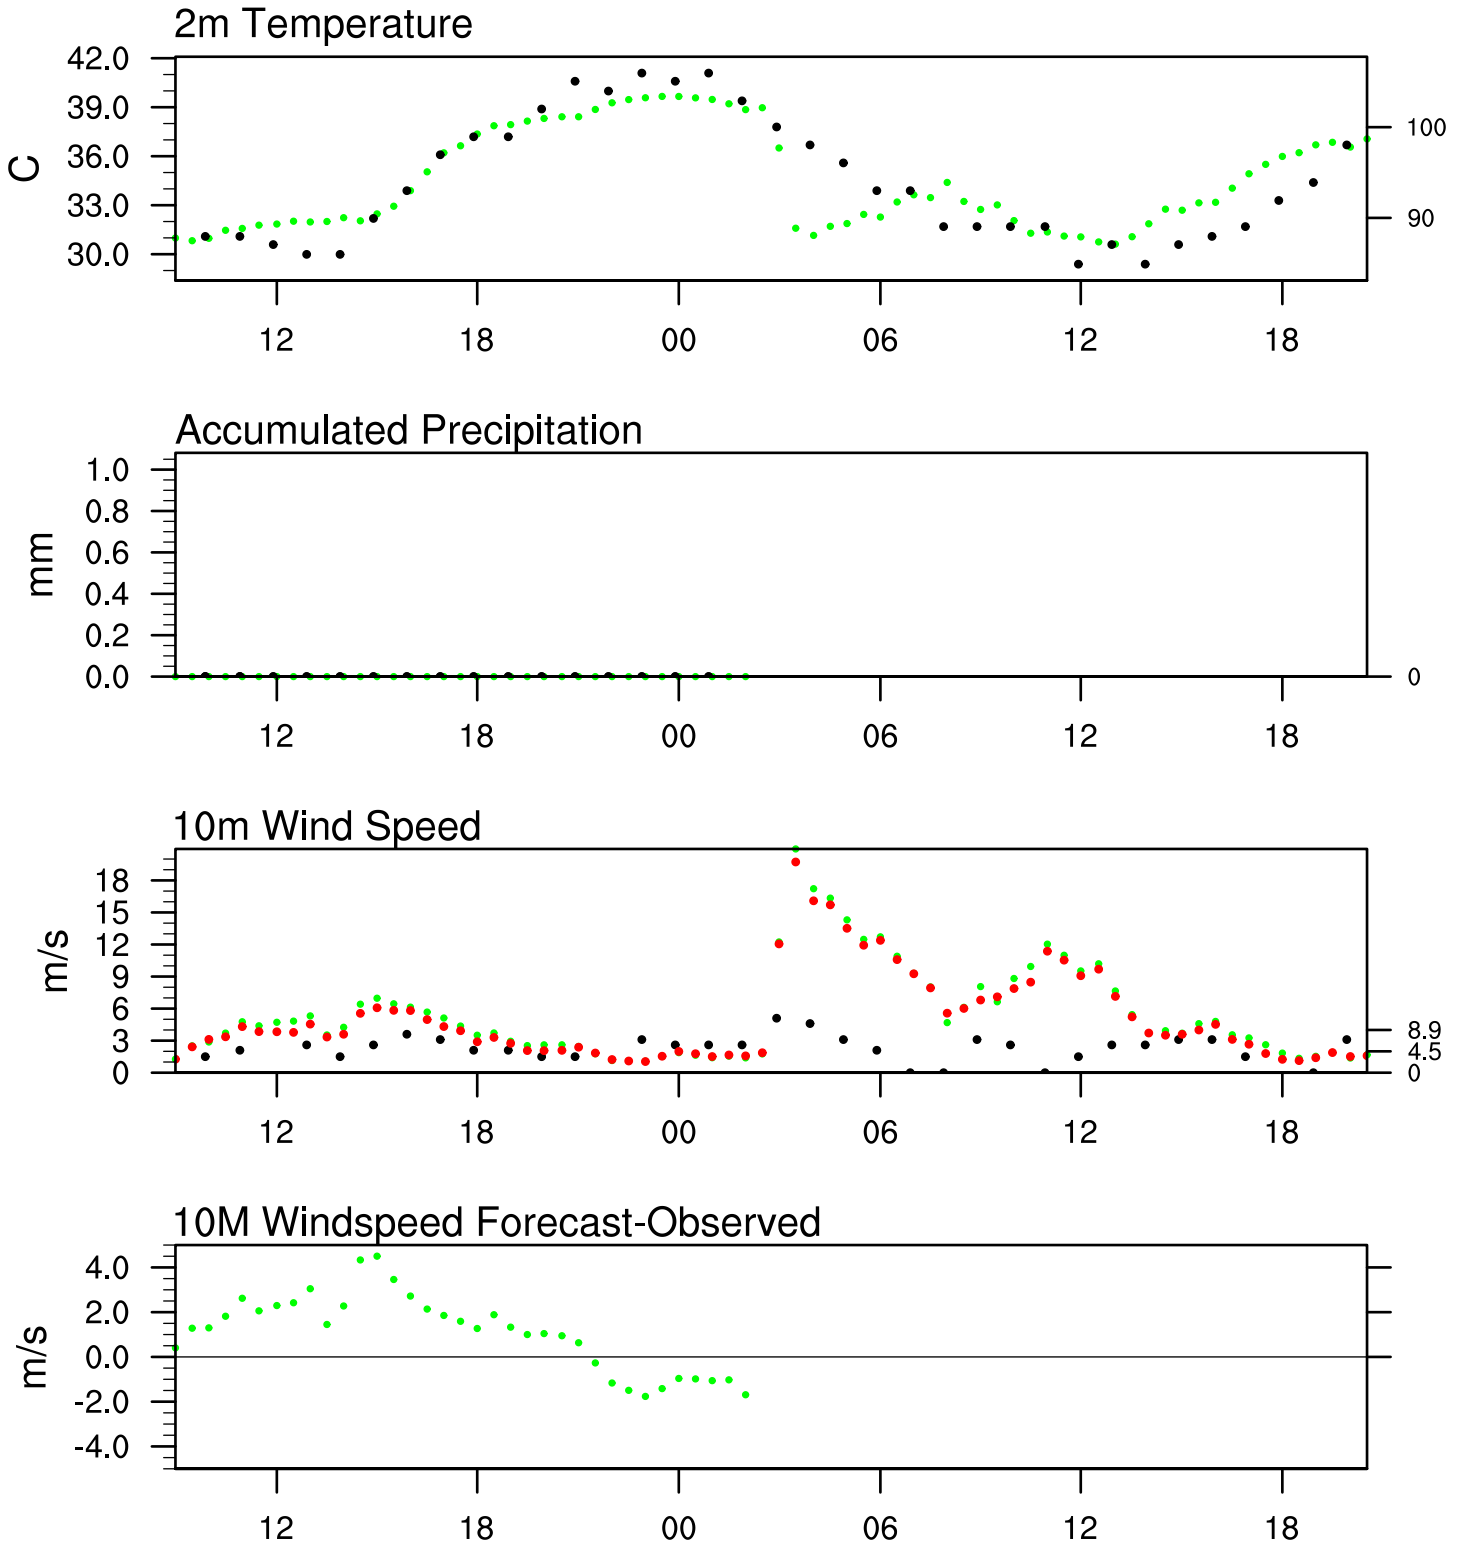 2m Temperature
42.0
39.0
36.0
33.0
30.0
C
100
90
12 18 00 06 12 18
Accumulated Precipitation
1.0
0.8
0.6
0.4
0.2
0.0
mm
0
12 18 00 06 12 18
10m Wind Speed
18
15
12
9
6
3
0
m/s
8.9
4.5
0
12 18 00 06 12 18
10M Windspeed Forecast-Observed
4.0
2.0
0.0
-2.0
-4.0
m/s
12 18 00 06 12 18